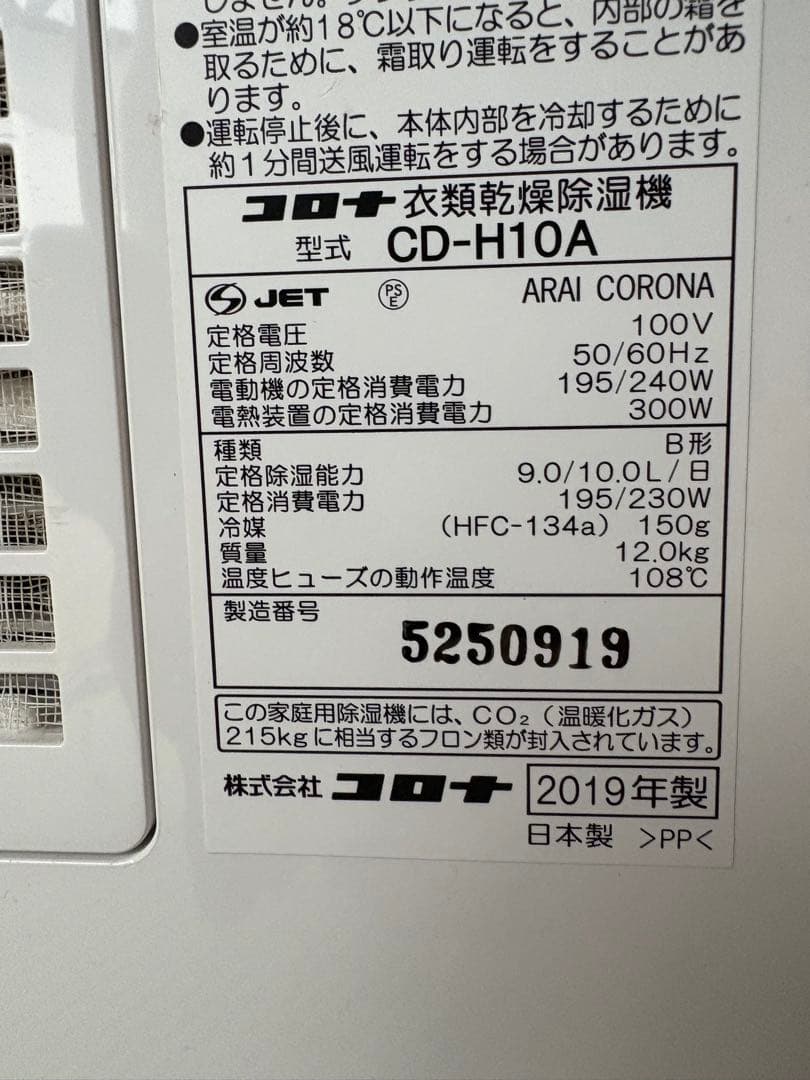 ●室温が約18℃以下になると、内部の霜を
取るために、霜取り運転をすることがあ
ります。
●運転停止後に、本体内部を冷却するために
約1分間送風運転をする場合があります。
コロナ衣類乾燥除湿機
型式 CD-H10A
JET PSE ARAI CORONA
定格電圧 100V
定格周波数 50/60Hz
電動機の定格消費電力 195/240W
電熱装置の定格消費電力 300W
種類 B形
定格除湿能力 9.0/10.0L/日
定格消費電力 195/230W
冷媒 (HFC-134a) 150g
質量 12.0kg
温度ヒューズの動作温度 108℃
製造番号
5250919
この家庭用除湿機には、CO₂(温暖化ガス)
215kgに相当するフロン類が封入されています。
株式会社 コロナ 2019年製
日本製 >PP<